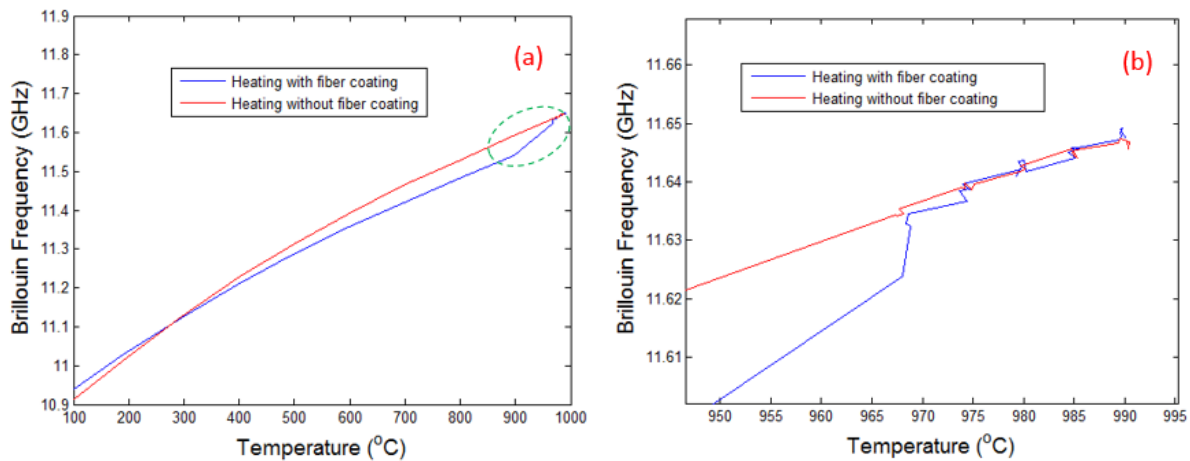 11.9
11.8
11.7
11.6
11.5
11.4
11.3
11.2
11.1
11
10.9
Brillouin Frequency (GHz)
Heating with fiber coating
Heating without fiber coating
(a)
100 200 300 400 500 600 700 800 900 1000
Temperature (°C)
11.66
11.65
11.64
11.63
11.62
11.61
Brillouin Frequency (GHz)
Heating with fiber coating
Heating without fiber coating
(b)
950 955 960 965 970 975 980 985 990 995
Temperature (°C)